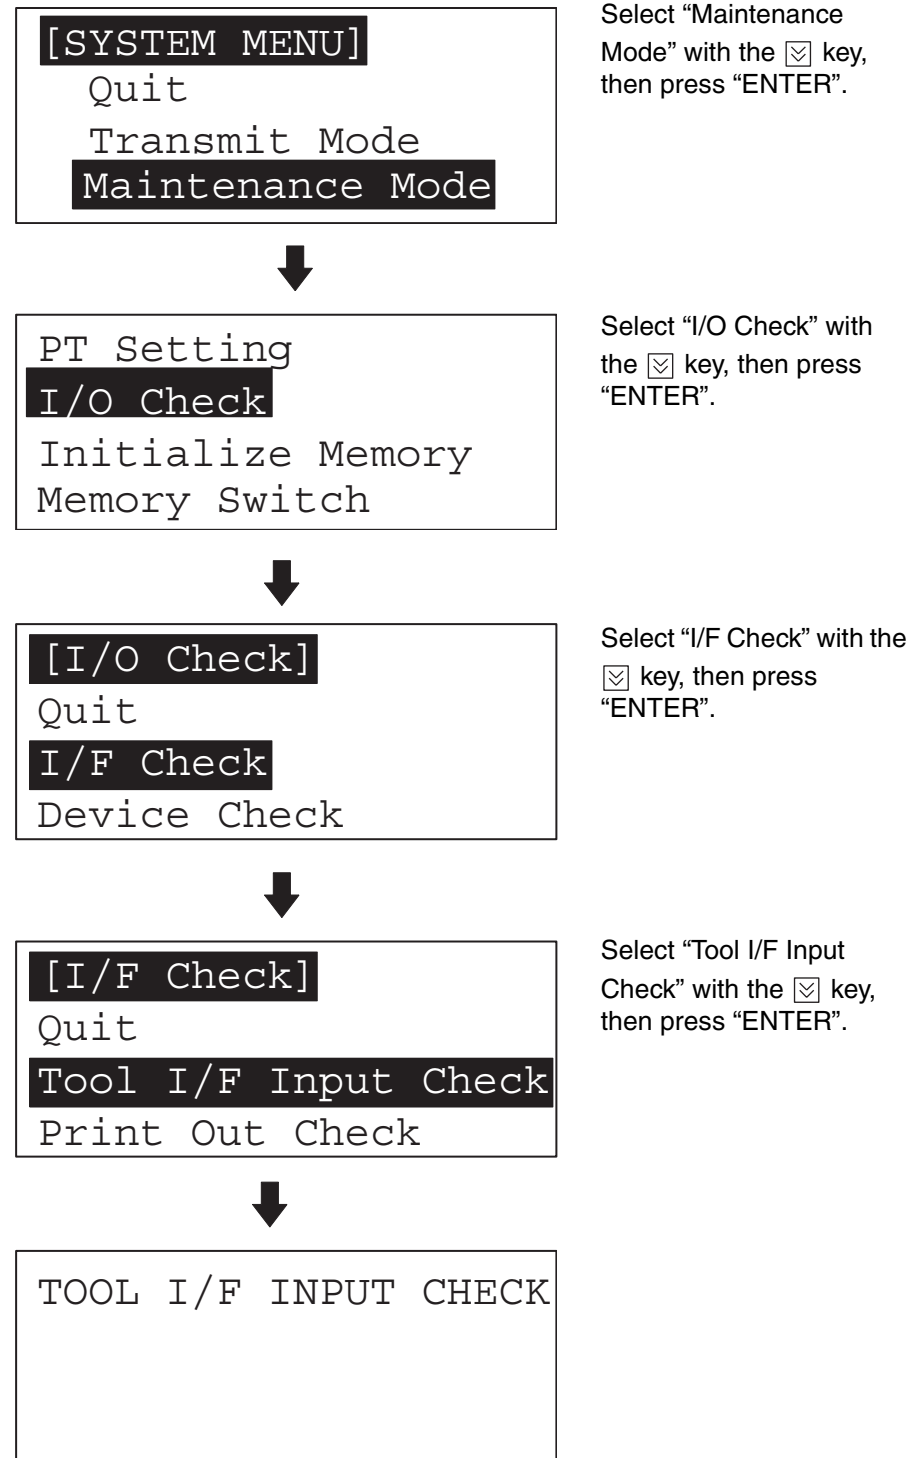 [SYSTEM MENU]
Quit
Transmit Mode
Maintenance Mode
Select “Maintenance
Mode” with the key,
then press “ENTER”.
PT Setting
I/O Check
Initialize Memory
Memory Switch
Select “I/O Check” with
the key, then press
“ENTER”.
[I/O Check]
Quit
I/F Check
Device Check
Select “I/F Check” with the
key, then press
“ENTER”.
[I/F Check]
Quit
Tool I/F Input Check
Print Out Check
Select “Tool I/F Input
Check” with the key,
then press “ENTER”.
TOOL I/F INPUT CHECK